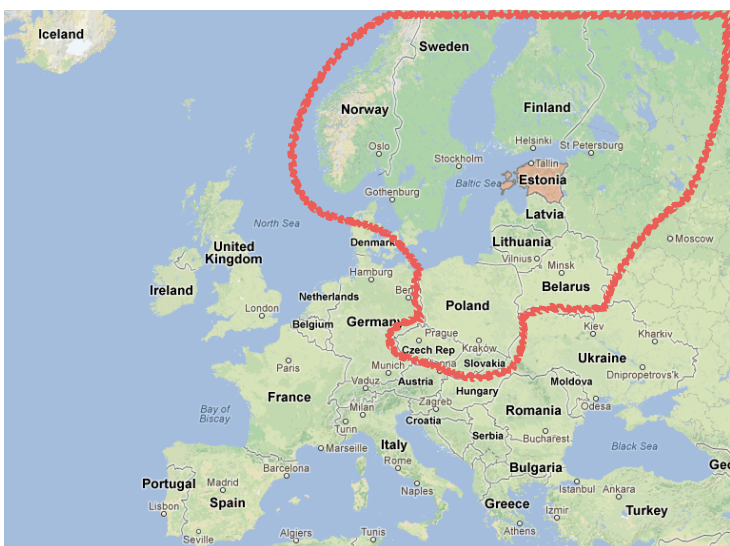 Iceland
Sweden
Norway
Finland
Helsinki
St Petersburg
Oslo
Stockholm
Tallin
Estonia
Baltic Sea
Gothenburg
Latvia
North Sea
Denmark
Lithuania
Moscow
United
Kingdom
Vilnius
Minsk
Hamburg
Ireland
Netherlands
Belarus
Poland
London
Belgium
Germany
Prague
Kiev
Kharkiv
Czech Rep
Kraków
Paris
Munich
Slovakia
Ukraine
Vaduz
Austria
Dnipropetrovs'k
Hungary
Moldova
France
Zagreb
Milan
Odesa
Romania
Bay of
Biscay
Croatia
Turin
Serbia
Bucharest
Italy
Marseille
Black Sea
Rome
Bulgaria
Barcelona
Portugal
Madrid
Naples
Istanbul
Ankara
Spain
Greece
Lisbon
Izmir
Turkey
Athens
Seville
Algiers
Tunis